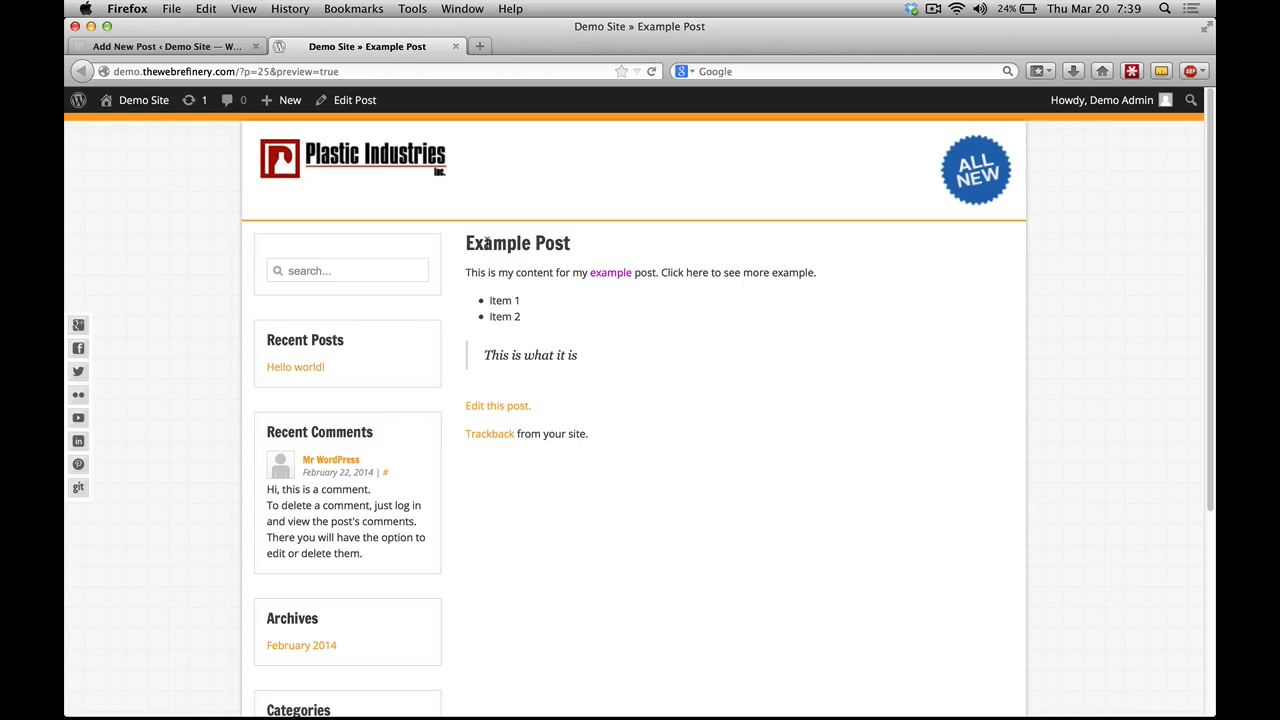 Firefox File Edit View History Bookmarks Tools Window Help 24% Thu Mar 20 7:39
Demo Site » Example Post
Add New Post ‹ Demo Site — W... Demo Site » Example Post
demo.thewebrefinery.com/?p=25&preview=true Google
Demo Site 1 0 New Edit Post Howdy, Demo Admin
Plastic Industries
Inc.
ALL
NEW
Example Post
This is my content for my example post. Click here to see more example.
Item 1
Item 2
This is what it is
Edit this post.
Trackback from your site.
search...
Recent Posts
Hello world!
Recent Comments
Mr WordPress
February 22, 2014 | #
Hi, this is a comment.
To delete a comment, just log in
and view the post's comments.
There you will have the option to
edit or delete them.
Archives
February 2014
Categories
git